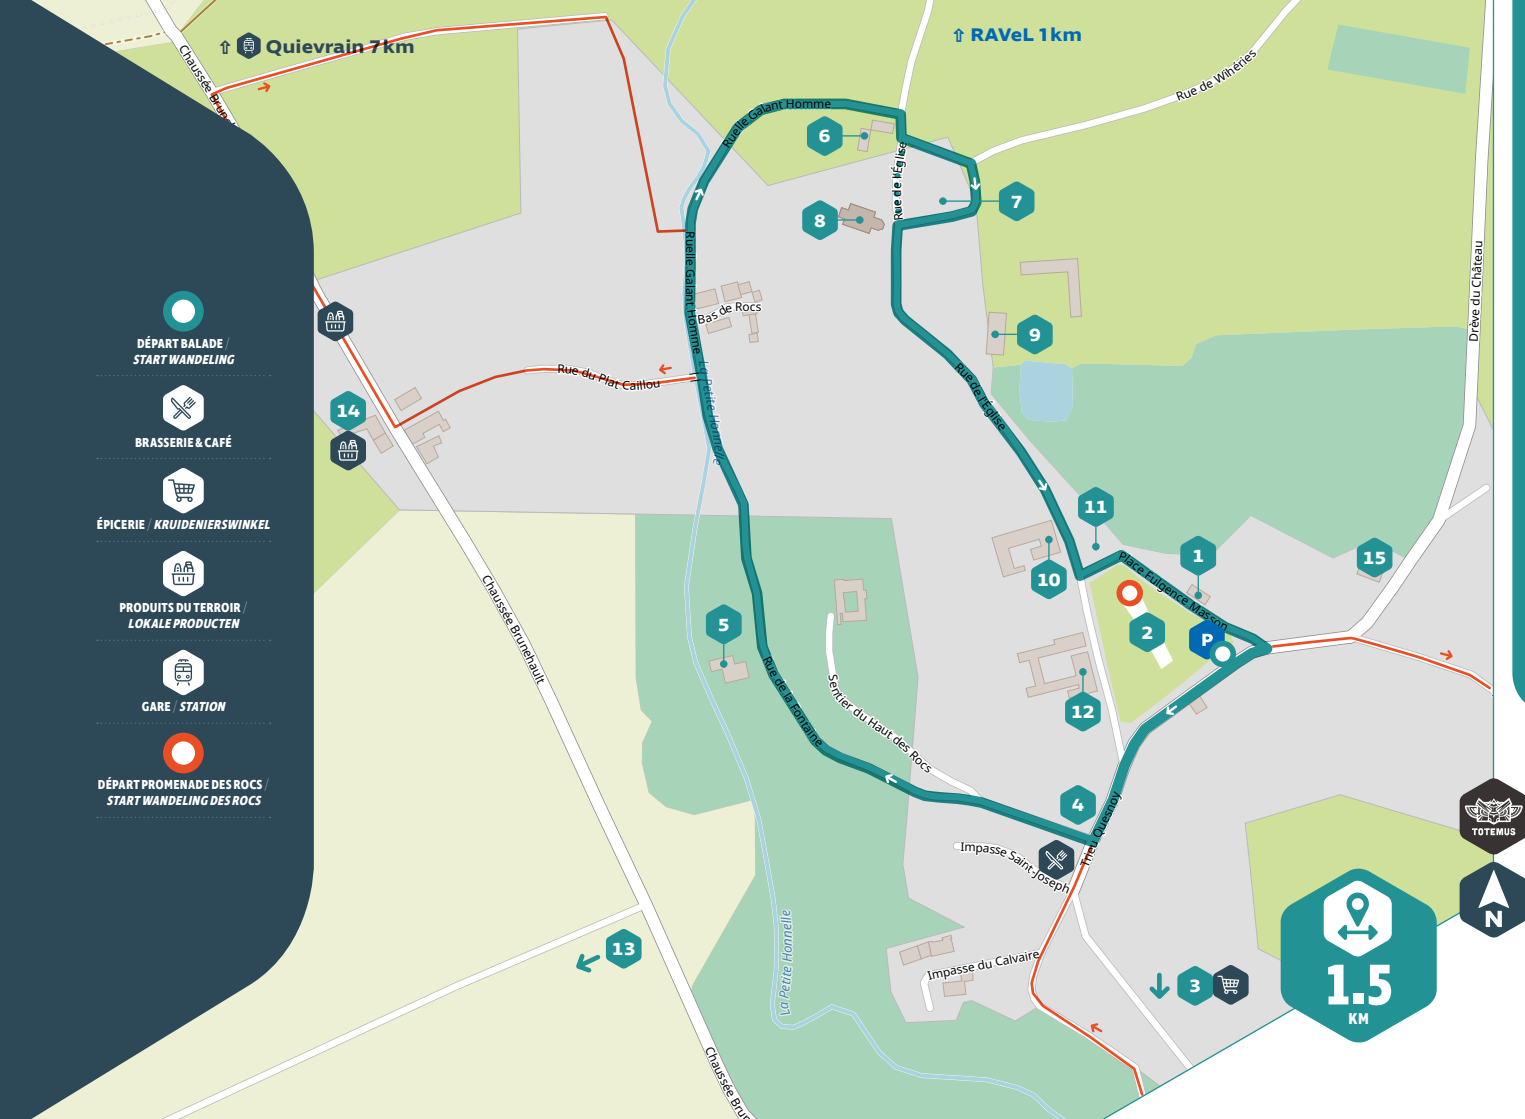 ⇧ Quievrain 7km
⇧ RAVeL 1km
Chaussée Brunehault
Rue de Wihéries
Ruelle Galant Homme
6
Rue de l'Église
7
8
Ruelle Galant Homme
Bas de Rocs
9
Drève du Château
DÉPART BALADE /
START WANDELING
BRASSERIE & CAFÉ
ÉPICERIE / KRUIDENIERSWINKEL
PRODUITS DU TERROIR /
LOKALE PRODUCTEN
GARE / STATION
DÉPART PROMENADE DES ROCS /
START WANDELING DES ROCS
Rue du Plat Caillou
La Petite Honnelle
14
Rue de l'Église
11
Place Fulgence Masson
1
15
10
2
P
5
Chaussée Brunehault
Rue de la Fontaine
Sentier du Haut des Rocs
12
4
Trieu Quesnoy
Impasse Saint-Joseph
TOTEMUS
N
13
La Petite Honnelle
Impasse du Calvaire
3
1.5
KM
Chaussée Brun